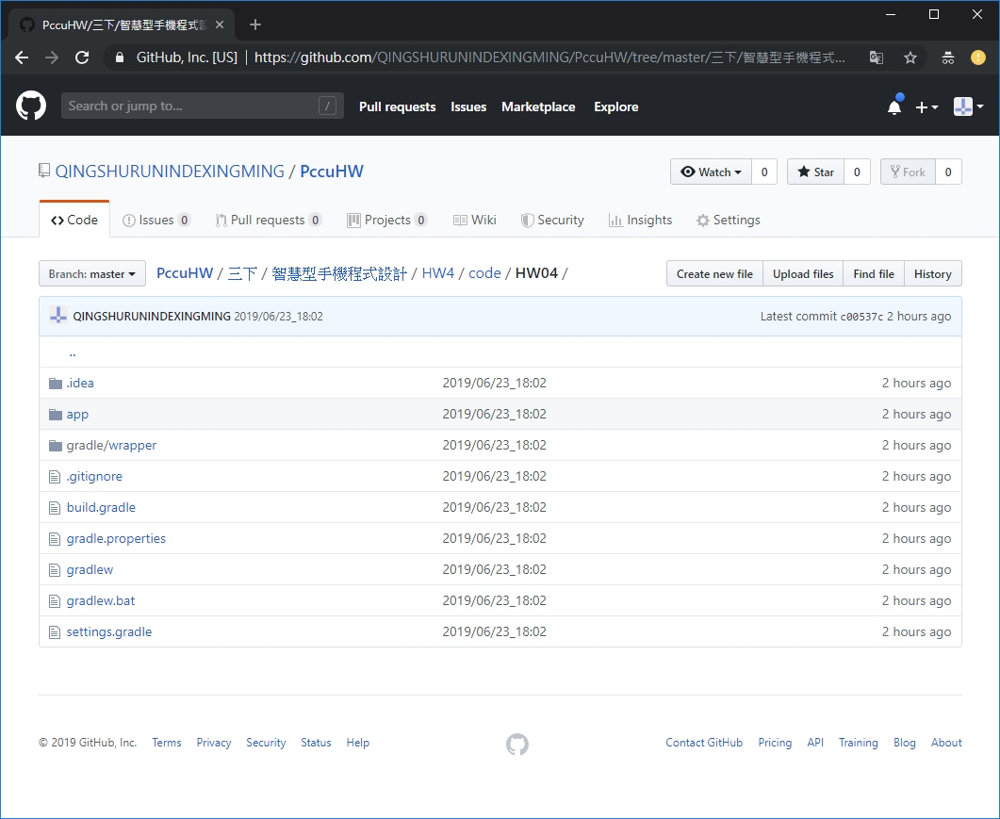 PccuHW/三下/智慧型手機程式設
GitHub, Inc. [US] | https://github.com/QINGSHURUNINDEXINGMING/PccuHW/tree/master/三下/智慧型手機程式...
Search or jump to... /
Pull requests Issues Marketplace Explore
QINGSHURUNINDEXINGMING / PccuHW
Watch 0 Star 0 Fork 0
Code Issues 0 Pull requests 0 Projects 0 Wiki Security Insights Settings
Branch: master PccuHW / 三下 / 智慧型手機程式設計 / HW4 / code / HW04 /
Create new file Upload files Find file History
QINGSHURUNINDEXINGMING 2019/06/23_18:02 Latest commit c00537c 2 hours ago
..
.idea 2019/06/23_18:02 2 hours ago
app 2019/06/23_18:02 2 hours ago
gradle/wrapper 2019/06/23_18:02 2 hours ago
.gitignore 2019/06/23_18:02 2 hours ago
build.gradle 2019/06/23_18:02 2 hours ago
gradle.properties 2019/06/23_18:02 2 hours ago
gradlew 2019/06/23_18:02 2 hours ago
gradlew.bat 2019/06/23_18:02 2 hours ago
settings.gradle 2019/06/23_18:02 2 hours ago
© 2019 GitHub, Inc. Terms Privacy Security Status Help
Contact GitHub Pricing API Training Blog About